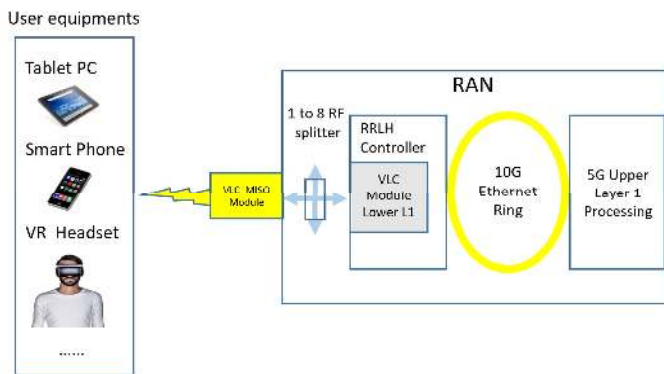 User equipments
Tablet PC
Smart Phone
VR Headset
......
VLC MISO
Module
RAN
1 to 8 RF
splitter
RRLH
Controller
VLC
Module
Lower L1
10G
Ethernet
Ring
5G Upper
Layer 1
Processing